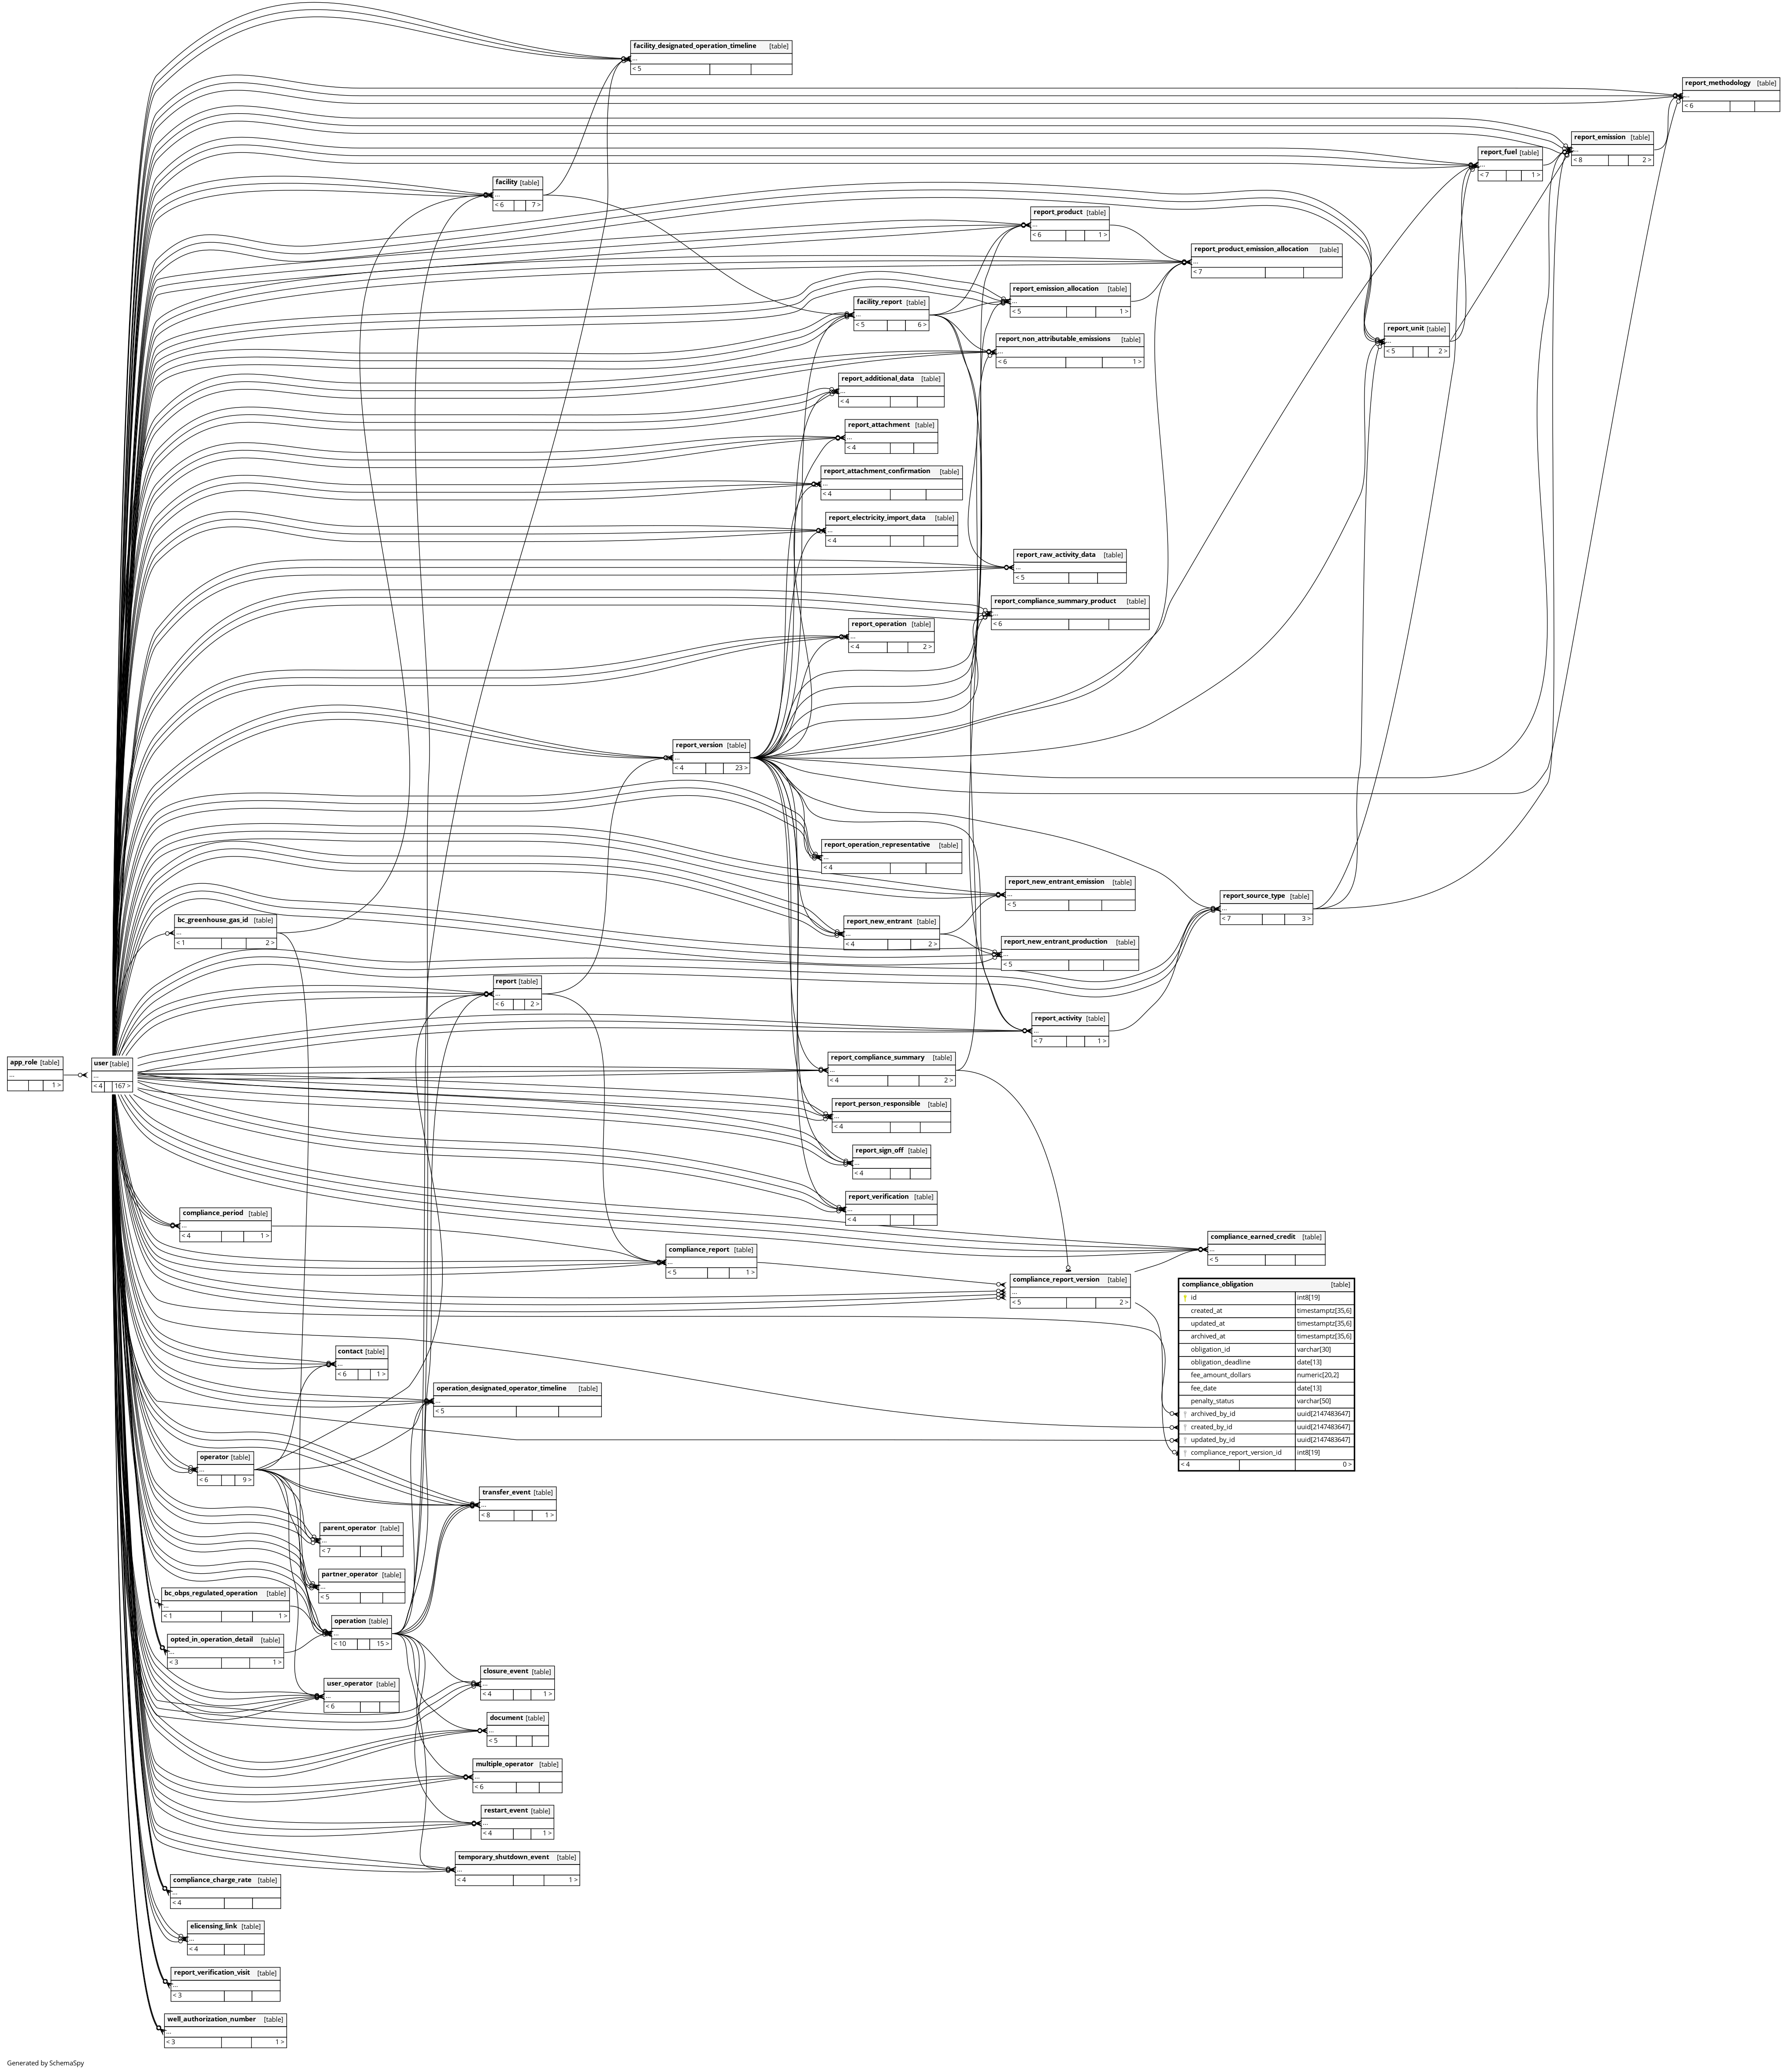 facility_designated_operation_timeline [table]
...
< 5
report_methodology [table]
...
< 6
report_emission [table]
...
< 8 2 >
report_fuel [table]
...
< 7 1 >
facility [table]
...
< 6 7 >
report_product [table]
...
< 6 1 >
report_product_emission_allocation [table]
...
< 7
report_emission_allocation [table]
...
< 5 1 >
facility_report [table]
...
< 5 6 >
report_unit [table]
...
< 5 2 >
report_non_attributable_emissions [table]
...
< 6 1 >
report_additional_data [table]
...
< 4
report_attachment [table]
...
< 4
report_attachment_confirmation [table]
...
< 4
report_electricity_import_data [table]
...
< 4
report_raw_activity_data [table]
...
< 5
report_compliance_summary_product [table]
...
< 6
report_operation [table]
...
< 4 2 >
report_version [table]
...
< 4 23 >
report_operation_representative [table]
...
< 4
report_new_entrant_emission [table]
...
< 5
report_source_type [table]
...
< 7 3 >
bc_greenhouse_gas_id [table]
...
< 1 2 >
report_new_entrant [table]
...
< 4 2 >
report_new_entrant_production [table]
...
< 5
report [table]
...
< 6 2 >
report_activity [table]
...
< 7 1 >
app_role [table]
...
1 >
user [table]
...
< 4 167 >
report_compliance_summary [table]
...
< 4 2 >
report_person_responsible [table]
...
< 4
report_sign_off [table]
...
< 4
report_verification [table]
...
< 4
compliance_period [table]
...
< 4 1 >
compliance_earned_credit [table]
...
< 5
compliance_report [table]
...
< 5 1 >
compliance_report_version [table]
...
< 5 2 >
compliance_obligation [table]
id int8[19]
created_at timestamptz[35,6]
updated_at timestamptz[35,6]
archived_at timestamptz[35,6]
obligation_id varchar[30]
obligation_deadline date[13]
fee_amount_dollars numeric[20,2]
fee_date date[13]
penalty_status varchar[50]
archived_by_id uuid[2147483647]
created_by_id uuid[2147483647]
updated_by_id uuid[2147483647]
compliance_report_version_id int8[19]
< 4 0 >
contact [table]
...
< 6 1 >
operation_designated_operator_timeline [table]
...
< 5
operator [table]
...
< 6 9 >
transfer_event [table]
...
< 8 1 >
parent_operator [table]
...
< 7
partner_operator [table]
...
< 5
bc_obps_regulated_operation [table]
...
< 1 1 >
operation [table]
...
< 10 15 >
opted_in_operation_detail [table]
...
< 3 1 >
closure_event [table]
...
< 4 1 >
user_operator [table]
...
< 6
document [table]
...
< 5
multiple_operator [table]
...
< 6
restart_event [table]
...
< 4 1 >
temporary_shutdown_event [table]
...
< 4 1 >
compliance_charge_rate [table]
...
< 4
elicensing_link [table]
...
< 4
report_verification_visit [table]
...
< 3
well_authorization_number [table]
...
< 3 1 >
Generated by SchemaSpy